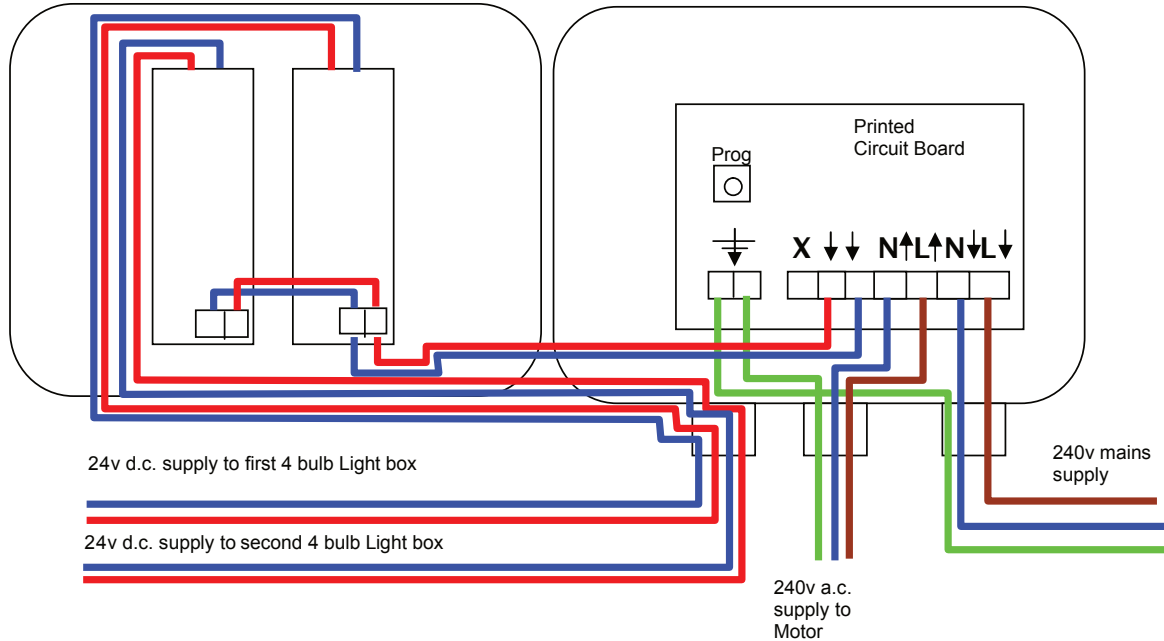 Printed
Circuit Board
Prog
X ↓ ↓ N↑L↑N↓L↓
24v d.c. supply to first 4 bulb Light box
240v mains
supply
24v d.c. supply to second 4 bulb Light box
240v a.c.
supply to
Motor